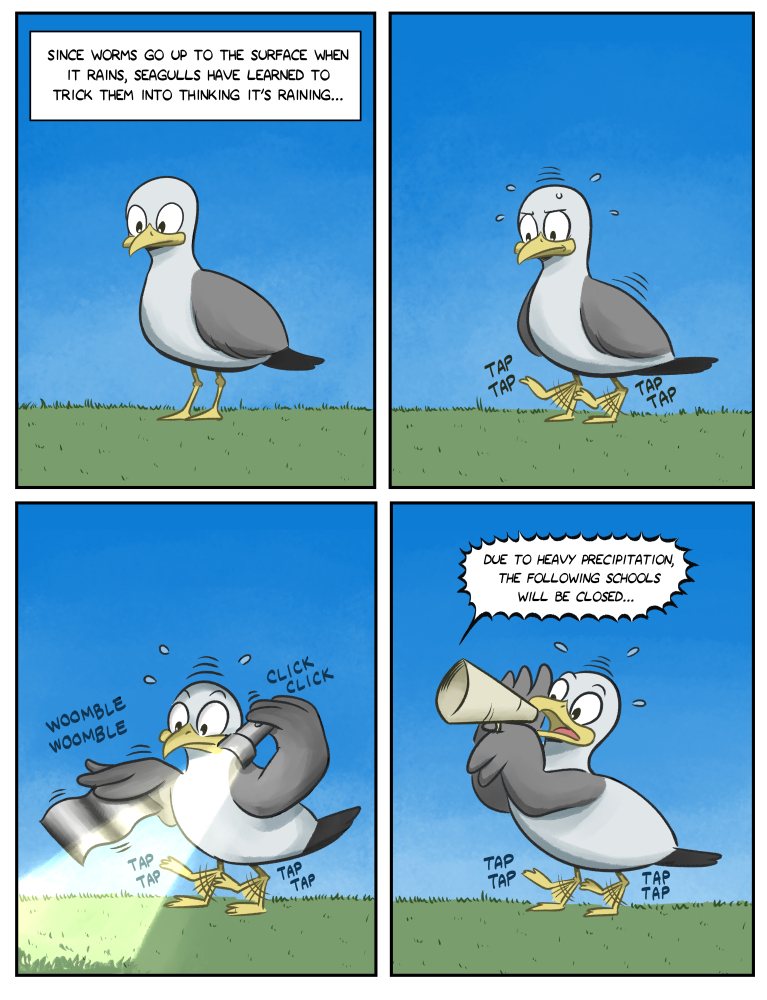 SINCE WORMS GO UP TO THE SURFACE WHEN
IT RAINS, SEAGULLS HAVE LEARNED TO
TRICK THEM INTO THINKING IT'S RAINING...
TAP
TAP
TAP
TAP
WOOMBLE
WOOMBLE
CLICK
CLICK
TAP
TAP
TAP
TAP
DUE TO HEAVY PRECIPITATION,
THE FOLLOWING SCHOOLS
WILL BE CLOSED...
TAP
TAP
TAP
TAP